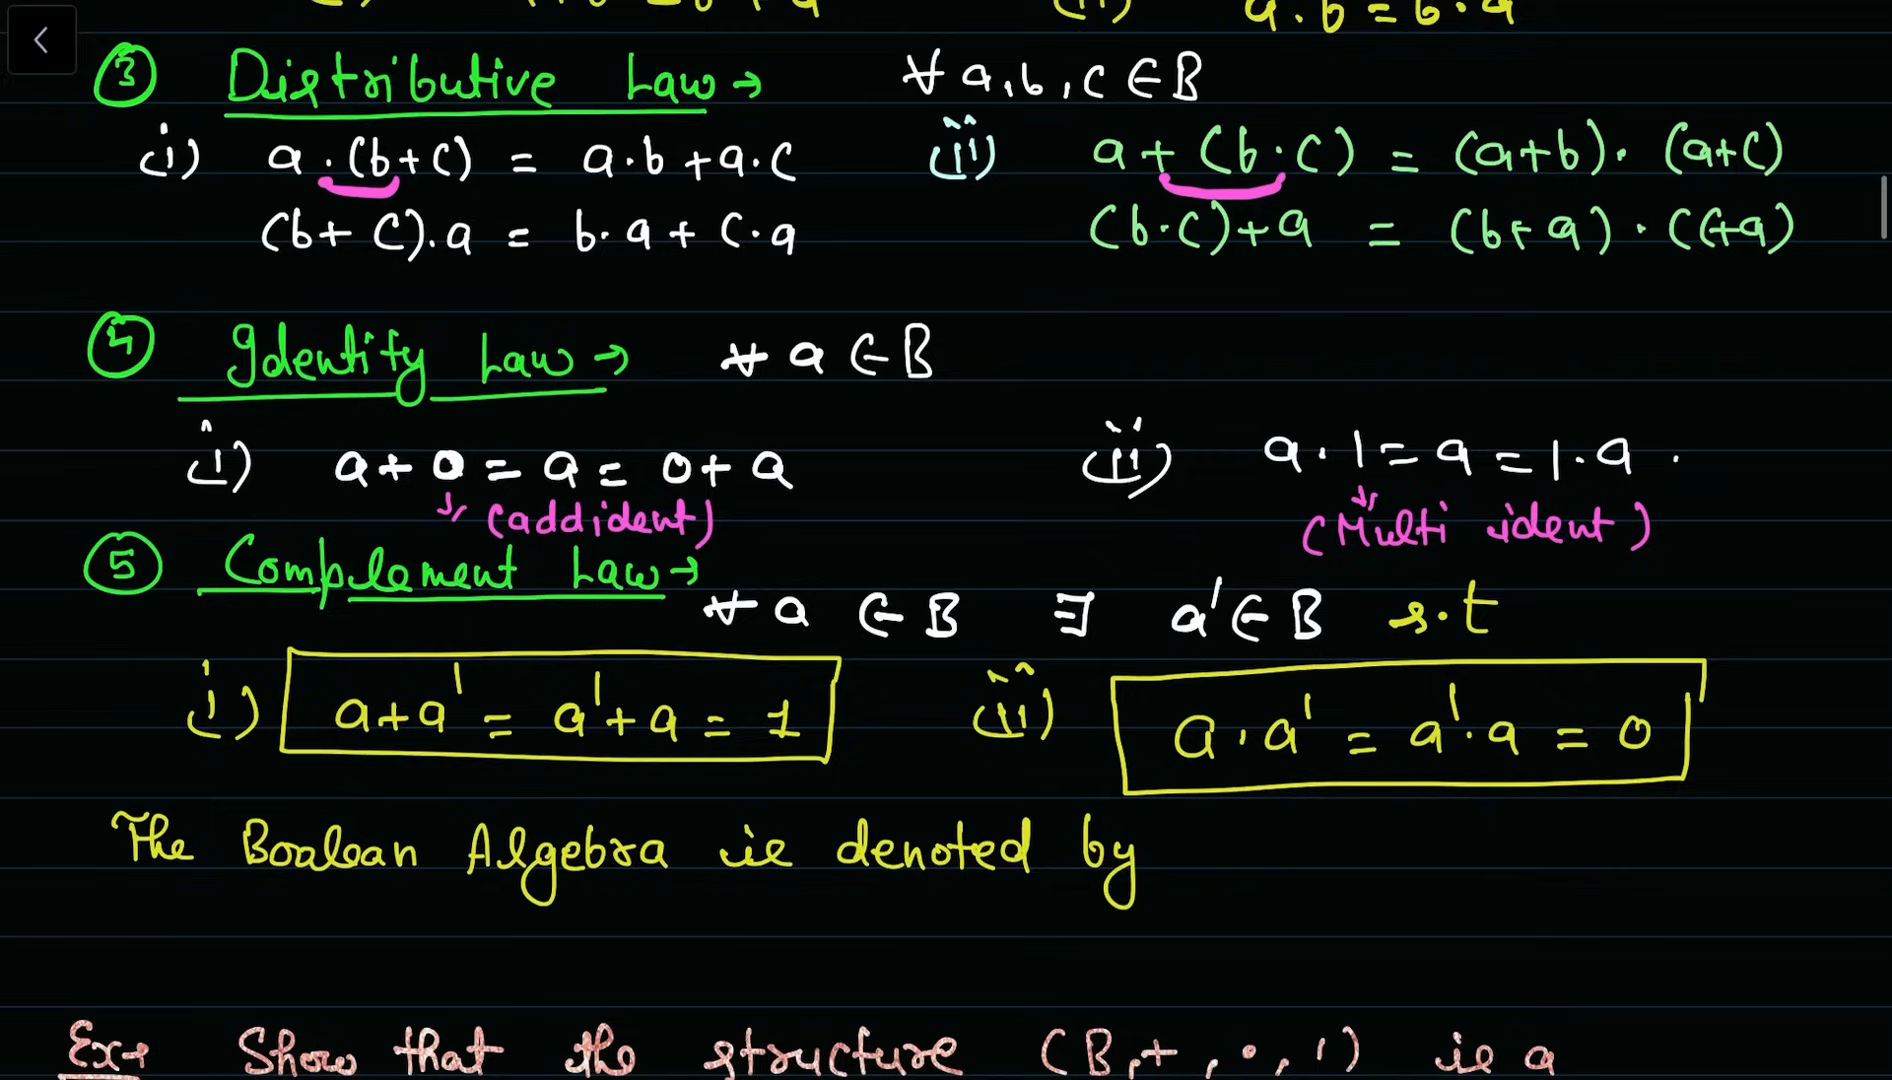 (ii) a.b = b.a
③ Distributive Law → ∀ a, b, c ∈ B
(i) a.(b+c) = a.b + a.c (ii) a + (b.c) = (a+b). (a+c)
(b+c).a = b.a + c.a (b.c)+a = (b+a) . (c+a)
④ Identity Law → ∀ a ∈ B
(i) a + 0 = a = 0 + a (ii) a.1 = a = 1.a .
↓ (add ident) ↓ (Multi ident)
⑤ Complement Law →
∀ a ∈ B ∃ a' ∈ B s.t
(i) a + a' = a' + a = 1 (ii) a . a' = a' . a = 0
The Boolean Algebra is denoted by
Ex→ Show that the structure (B, +, ., ') is a